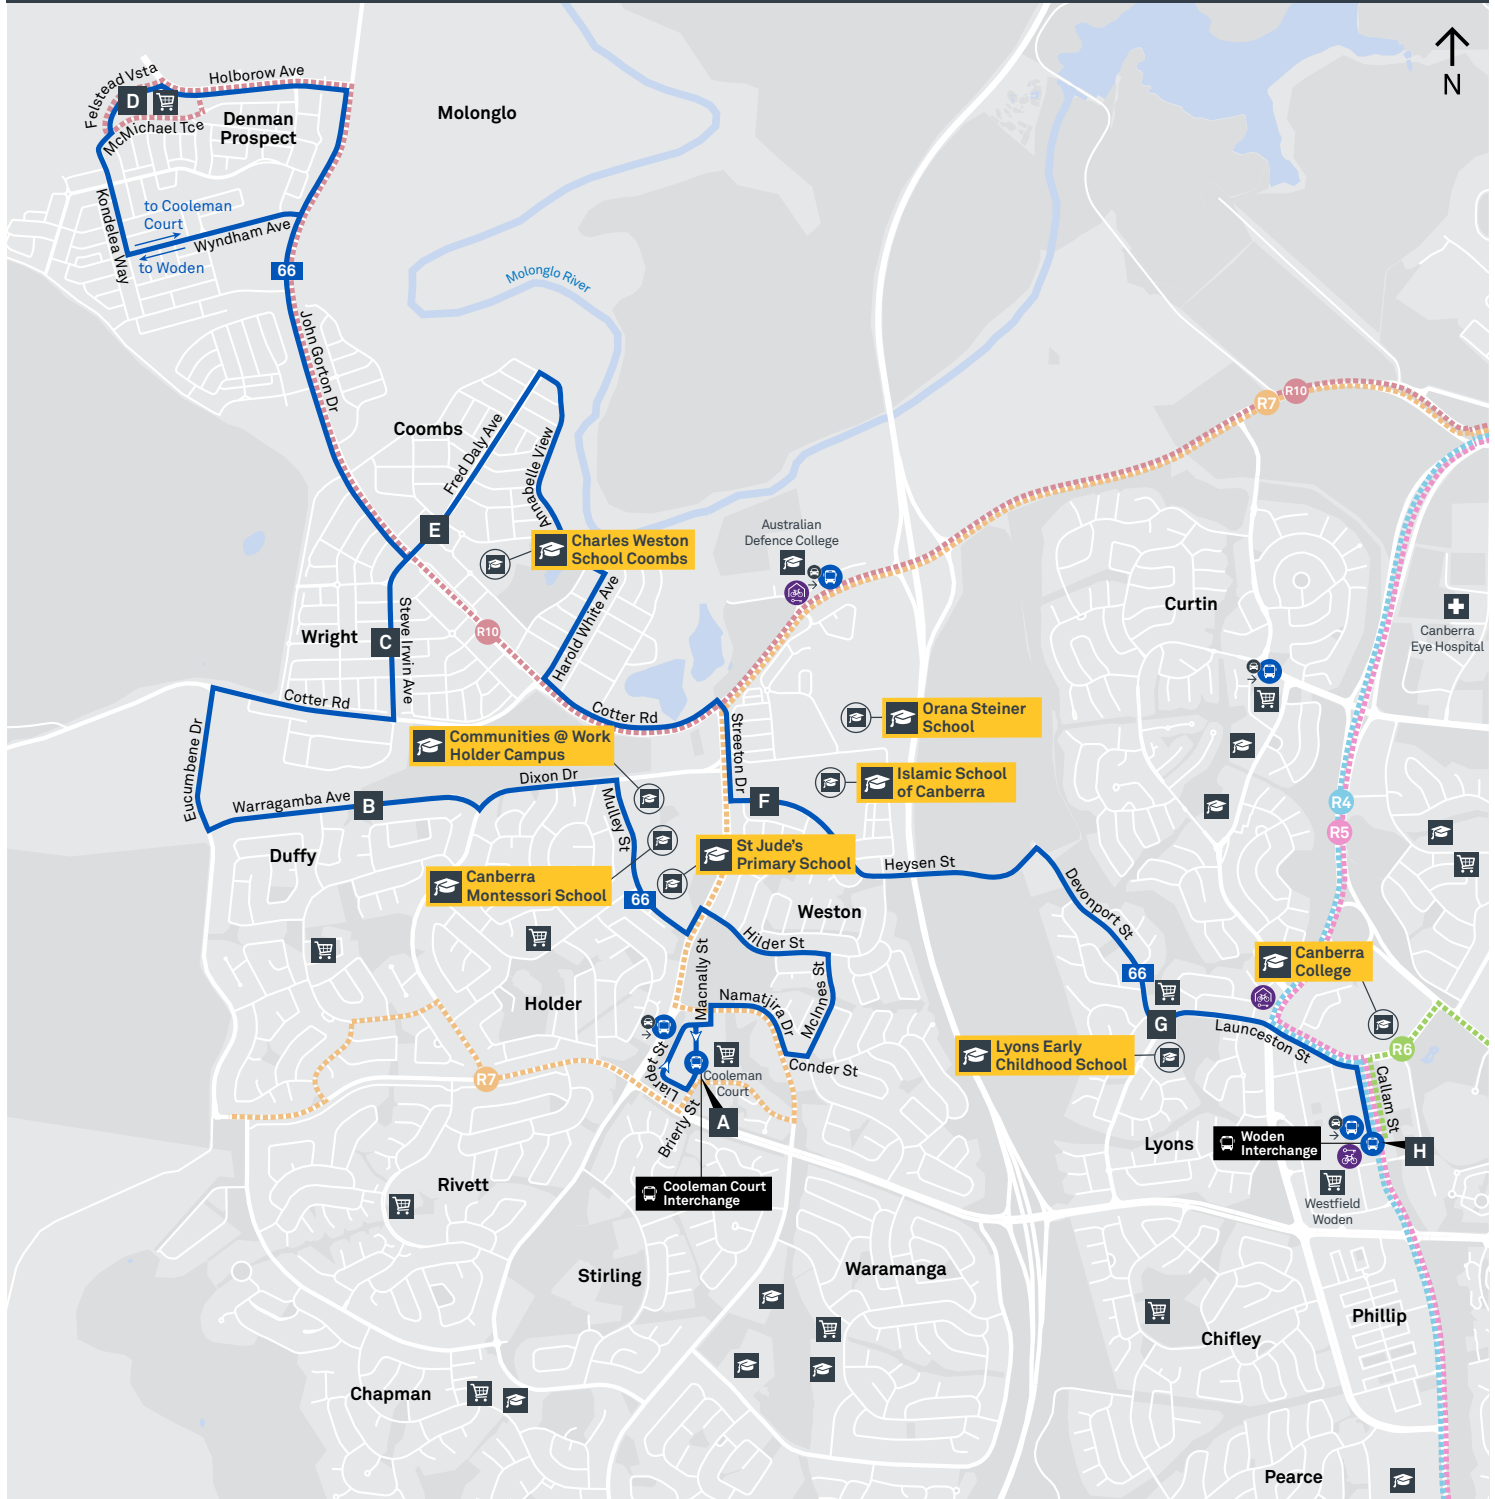 N
Felstead Vsta
Holborow Ave
D
McMichael Tce
Denman
Prospect
Molonglo
Kondelea Way
to Cooleman
Court
Wyndham Ave
to Woden
66
Molonglo River
John Gorton Dr
R7
R10
Coombs
Fred Daly Ave
Annabelle View
E
Charles Weston
School Coombs
Australian
Defence College
Curtin
Canberra
Eye Hospital
Wright
C
Steve Irwin Ave
R10
Harold White Ave
Cotter Rd
Cotter Rd
Eucumbene Dr
Communities @ Work
Holder Campus
Streeton Dr
Orana Steiner
School
Islamic School
of Canberra
Dixon Dr
Warragamba Ave
B
Mulley St
F
R4
R5
Duffy
St Jude's
Primary School
Heysen St
Canberra
Montessori School
66
Weston
Devonport St
Hilder St
Macnally St
McInnes St
Canberra
College
66
Holder
Namatjira Dr
G
Launceston St
R6
Liardet St
Cooleman
Court
Conder St
Lyons Early
Childhood School
R7
Callam St
A
Brierly St
Lyons
Woden
Interchange
H
Cooleman Court
Interchange
Westfield
Woden
Rivett
Stirling
Waramanga
Phillip
Chifley
Chapman
Pearce